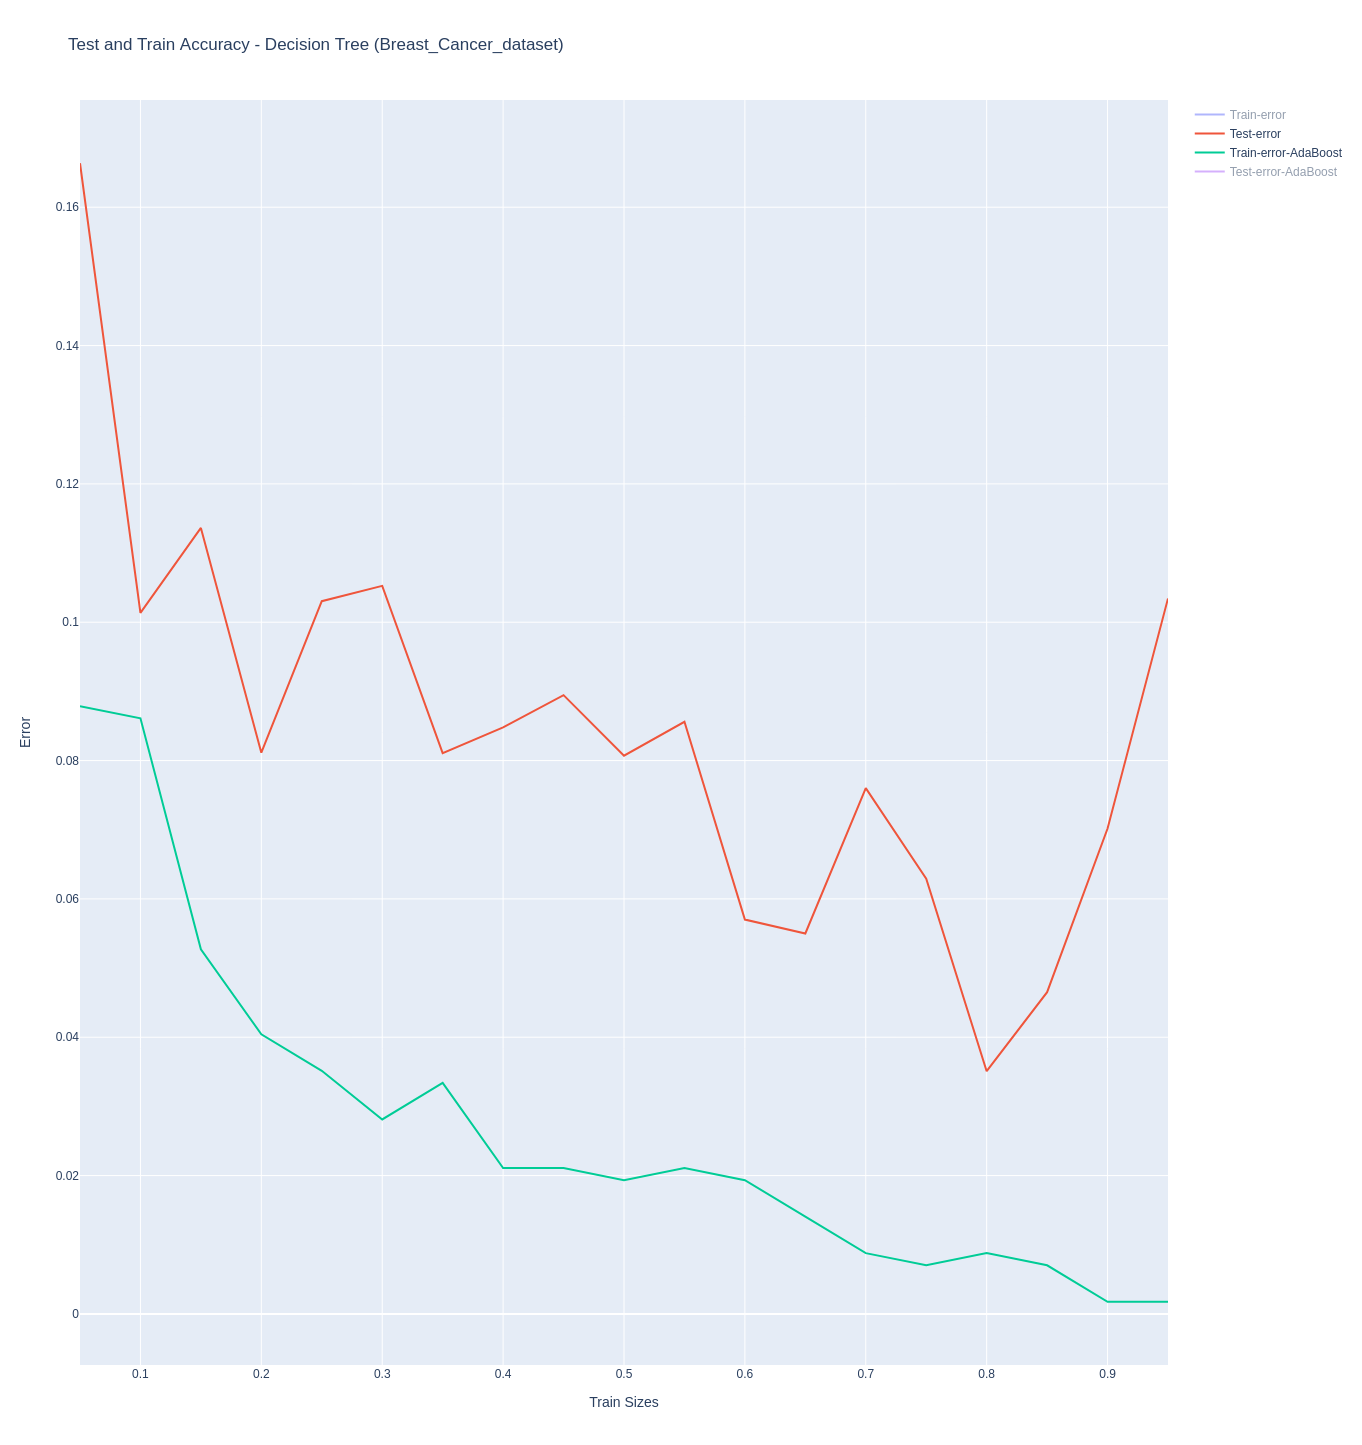 Test and Train Accuracy - Decision Tree (Breast_Cancer_dataset)
Train-error
Test-error
Train-error-AdaBoost
Test-error-AdaBoost
0.16
0.14
0.12
0.1
0.08
0.06
0.04
0.02
0
Error
0.1 0.2 0.3 0.4 0.5 0.6 0.7 0.8 0.9
Train Sizes